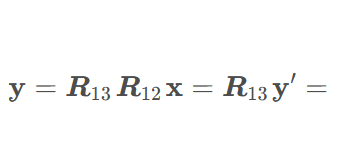 y = R₁₃ R₁₂ x = R₁₃ y′ =